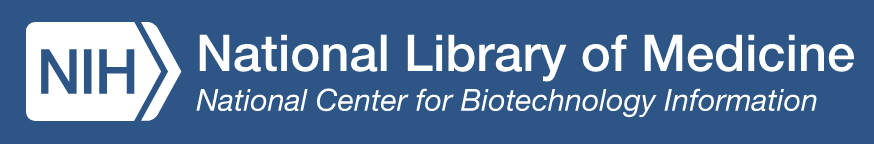 NIH
National Library of Medicine
National Center for Biotechnology Information